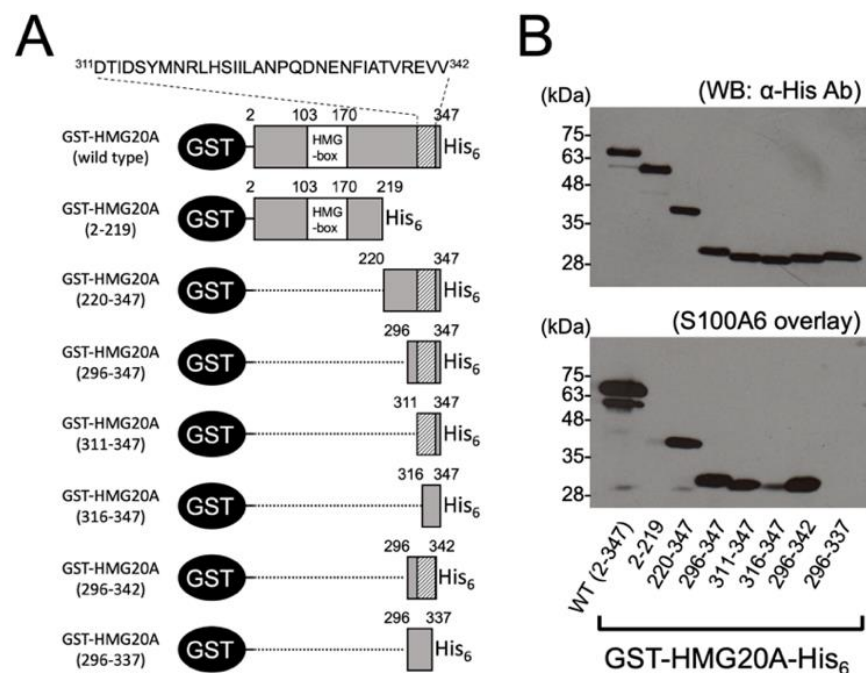 A
³¹¹DTIDSYMNRLHSIILANPQDNENFIATVREVV³⁴²
2 103 170 347
GST-HMG20A
(wild type)
GST
HMG
-box
His₆
2 103 170 219
GST-HMG20A
(2-219)
GST
HMG
-box
His₆
220 347
GST-HMG20A
(220-347)
GST
His₆
296 347
GST-HMG20A
(296-347)
GST
His₆
311 347
GST-HMG20A
(311-347)
GST
His₆
316 347
GST-HMG20A
(316-347)
GST
His₆
296 342
GST-HMG20A
(296-342)
GST
His₆
296 337
GST-HMG20A
(296-337)
GST
His₆
B
(kDa) (WB: α-His Ab)
75
63
48
35
28
(kDa) (S100A6 overlay)
75
63
48
35
28
WT (2-347)
2-219
220-347
296-347
311-347
316-347
296-342
296-337
GST-HMG20A-His₆